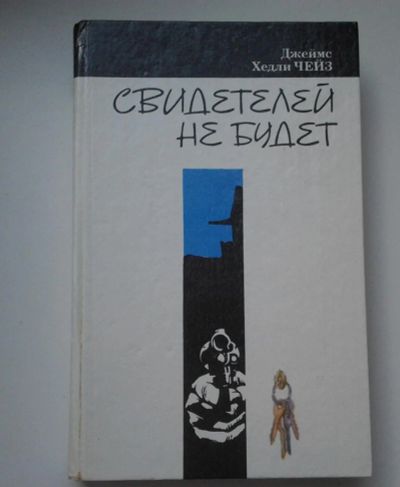 Джеймс
Хедли ЧЕЙЗ
СВИДЕТЕЛЕЙ
НЕ БУДЕТ